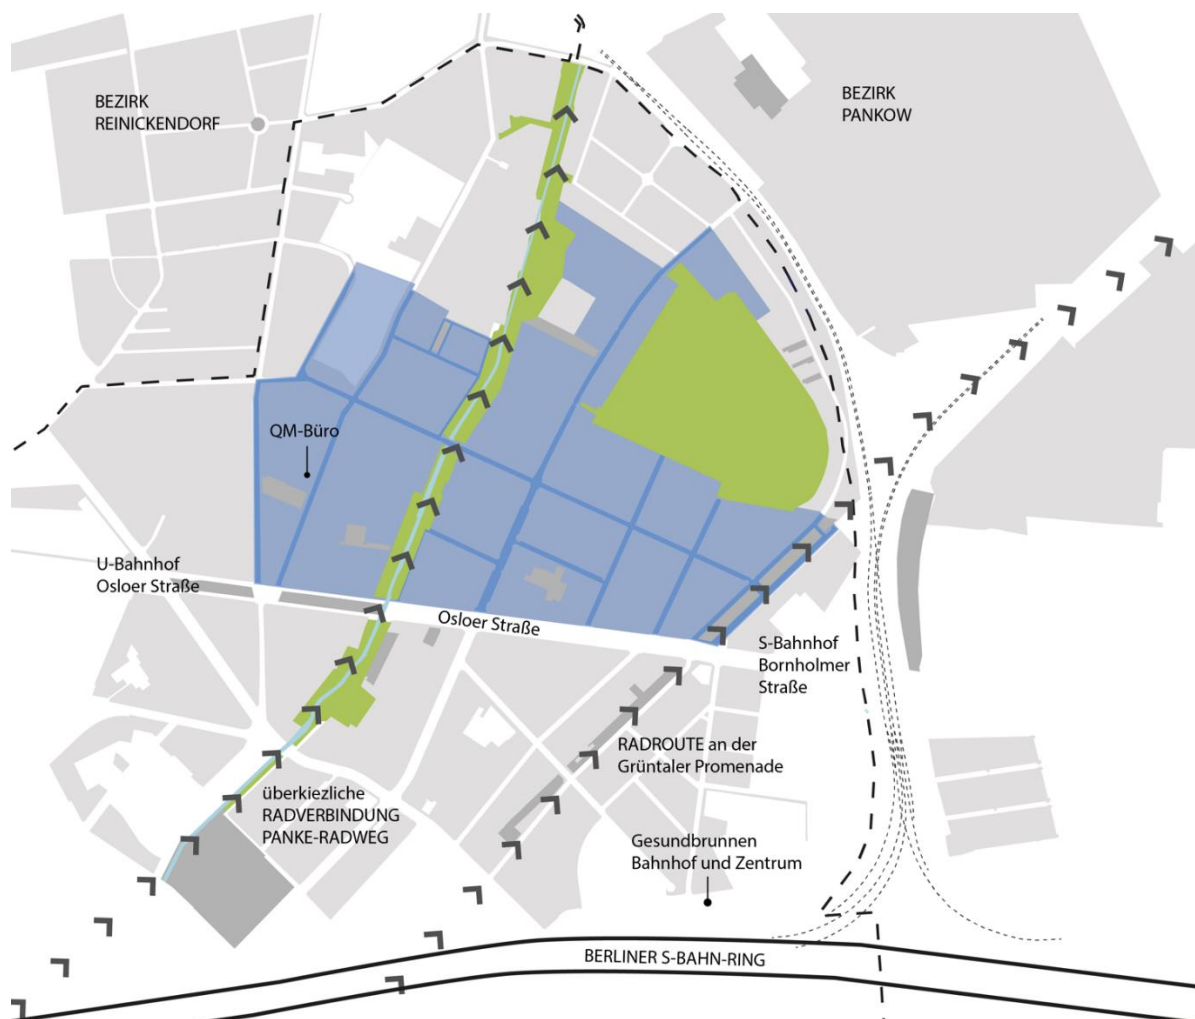 BEZIRK
REINICKENDORF
BEZIRK
PANKOW
QM-Büro
U-Bahnhof
Osloer Straße
Osloer Straße
S-Bahnhof
Bornholmer
Straße
RADROUTE an der
Grüntaler Promenade
überkiezliche
RADVERBINDUNG
PANKE-RADWEG
Gesundbrunnen
Bahnhof und Zentrum
BERLINER S-BAHN-RING